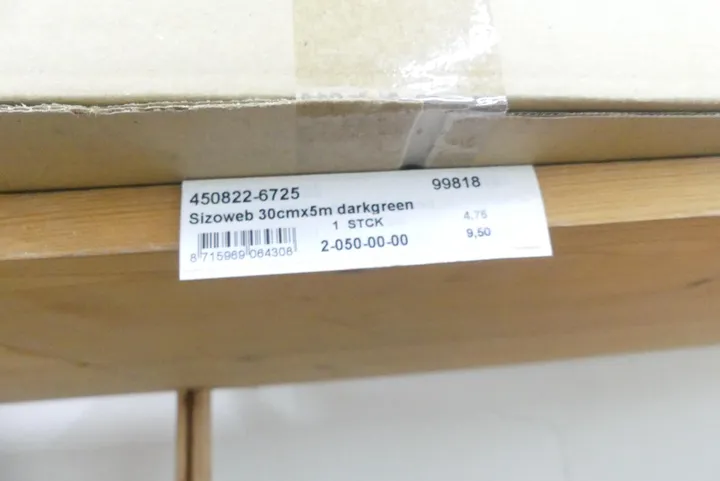 450822-6725 99818
Sizoweb 30cmx5m darkgreen
1 STCK 4,75
2-050-00-00 9,50
8 715969 064308